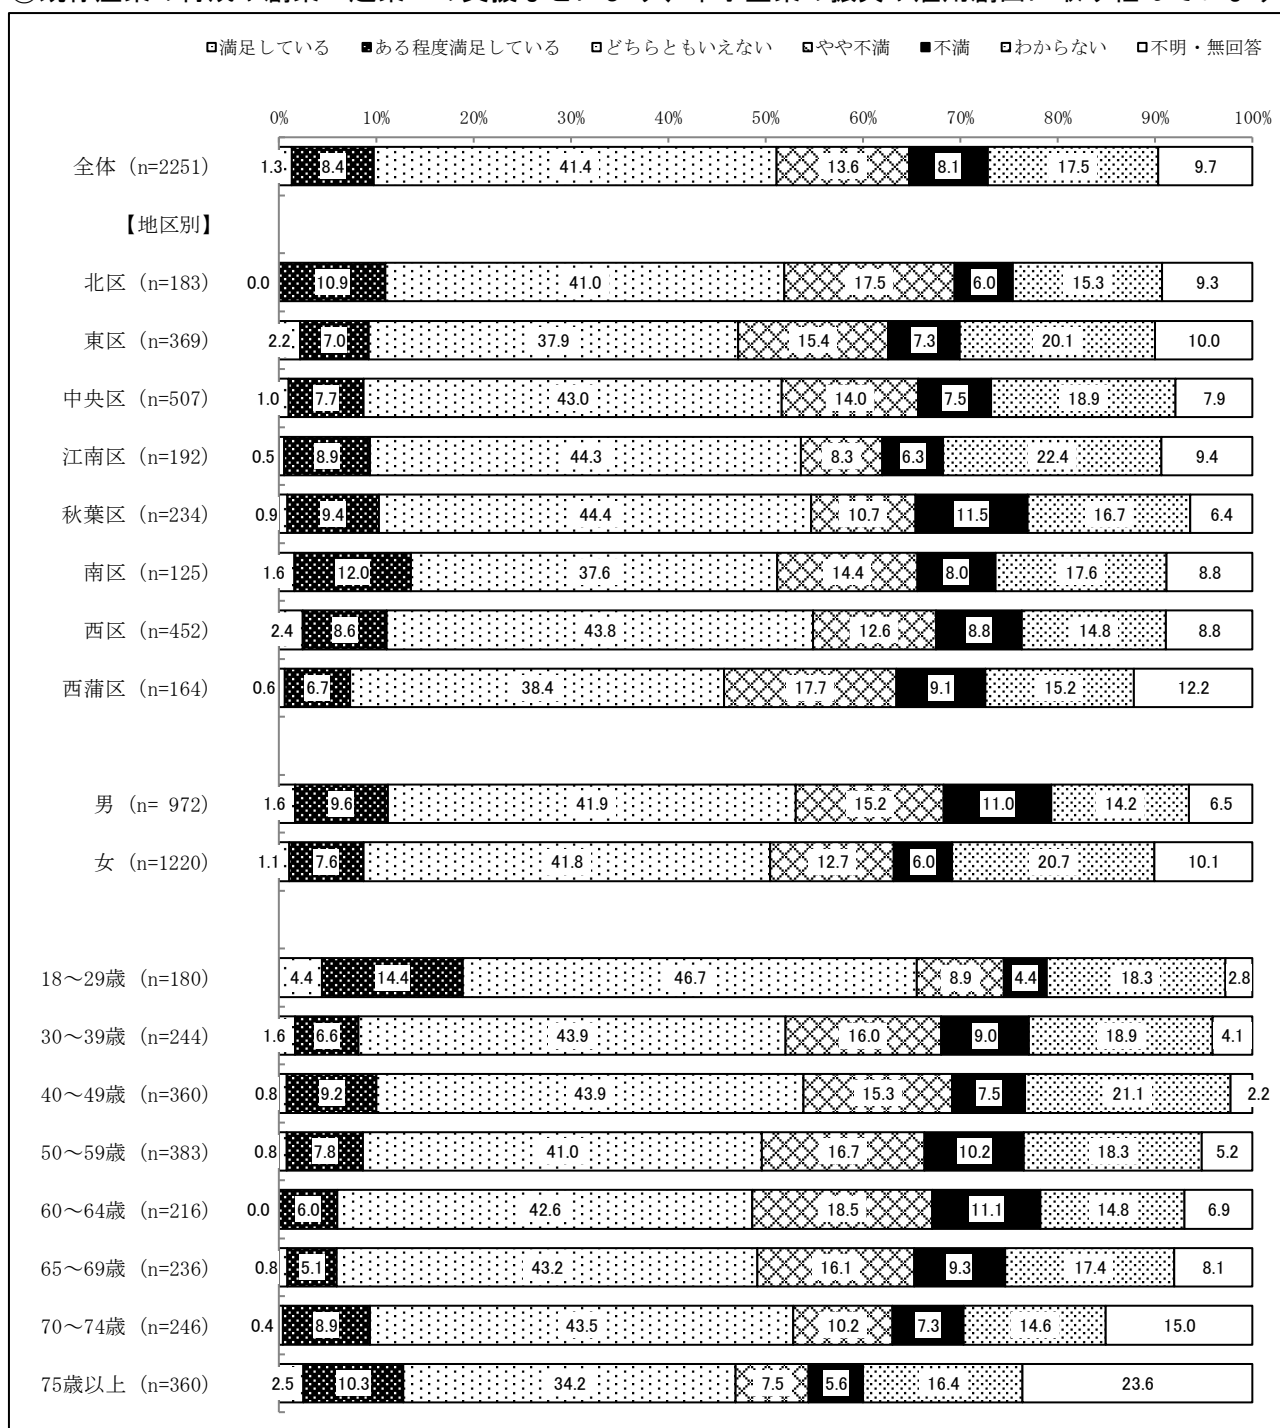 満足している ある程度満足している どちらともいえない やや不満 不満 わからない 不明・無回答
0% 10% 20% 30% 40% 50% 60% 70% 80% 90% 100%
全体 (n=2251) 1.3 8.4 41.4 13.6 8.1 17.5 9.7
【地区別】
北区 (n=183) 0.0 10.9 41.0 17.5 6.0 15.3 9.3
東区 (n=369) 2.2 7.0 37.9 15.4 7.3 20.1 10.0
中央区 (n=507) 1.0 7.7 43.0 14.0 7.5 18.9 7.9
江南区 (n=192) 0.5 8.9 44.3 8.3 6.3 22.4 9.4
秋葉区 (n=234) 0.9 9.4 44.4 10.7 11.5 16.7 6.4
南区 (n=125) 1.6 12.0 37.6 14.4 8.0 17.6 8.8
西区 (n=452) 2.4 8.6 43.8 12.6 8.8 14.8 8.8
西蒲区 (n=164) 0.6 6.7 38.4 17.7 9.1 15.2 12.2
男 (n= 972) 1.6 9.6 41.9 15.2 11.0 14.2 6.5
女 (n=1220) 1.1 7.6 41.8 12.7 6.0 20.7 10.1
18～29歳 (n=180) 4.4 14.4 46.7 8.9 4.4 18.3 2.8
30～39歳 (n=244) 1.6 6.6 43.9 16.0 9.0 18.9 4.1
40～49歳 (n=360) 0.8 9.2 43.9 15.3 7.5 21.1 2.2
50～59歳 (n=383) 0.8 7.8 41.0 16.7 10.2 18.3 5.2
60～64歳 (n=216) 0.0 6.0 42.6 18.5 11.1 14.8 6.9
65～69歳 (n=236) 0.8 5.1 43.2 16.1 9.3 17.4 8.1
70～74歳 (n=246) 0.4 8.9 43.5 10.2 7.3 14.6 15.0
75歳以上 (n=360) 2.5 10.3 34.2 7.5 5.6 16.4 23.6